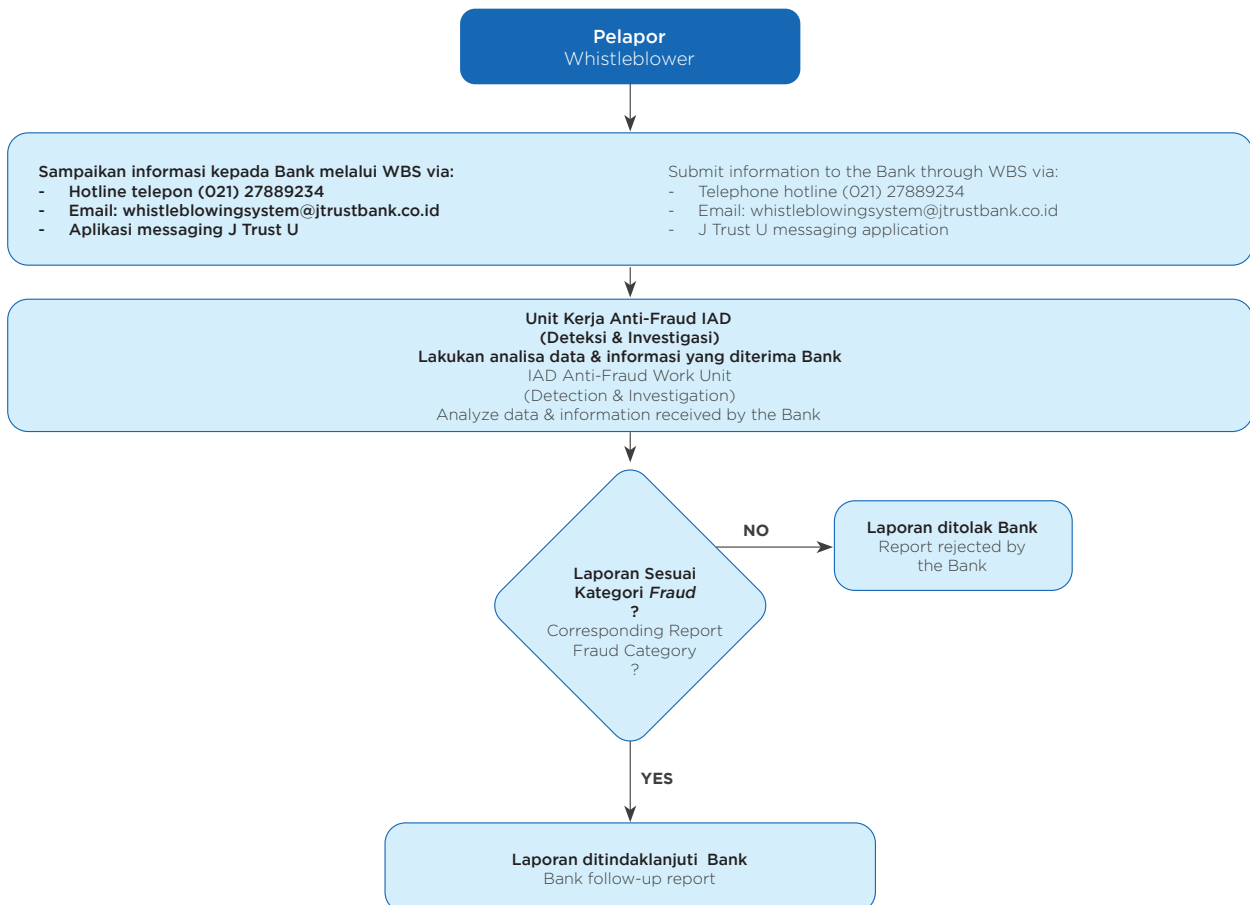 Pelapor
Whistleblower
Sampaikan informasi kepada Bank melalui WBS via:
- Hotline telepon (021) 27889234
- Email: whistleblowingsystem@jtrustbank.co.id
- Aplikasi messaging J Trust U
Submit information to the Bank through WBS via:
- Telephone hotline (021) 27889234
- Email: whistleblowingsystem@jtrustbank.co.id
- J Trust U messaging application
Unit Kerja Anti-Fraud IAD
(Deteksi & Investigasi)
Lakukan analisa data & informasi yang diterima Bank
IAD Anti-Fraud Work Unit
(Detection & Investigation)
Analyze data & information received by the Bank
NO
Laporan ditolak Bank
Report rejected by
the Bank
Laporan Sesuai
Kategori Fraud
?
Corresponding Report
Fraud Category
?
YES
Laporan ditindaklanjuti Bank
Bank follow-up report